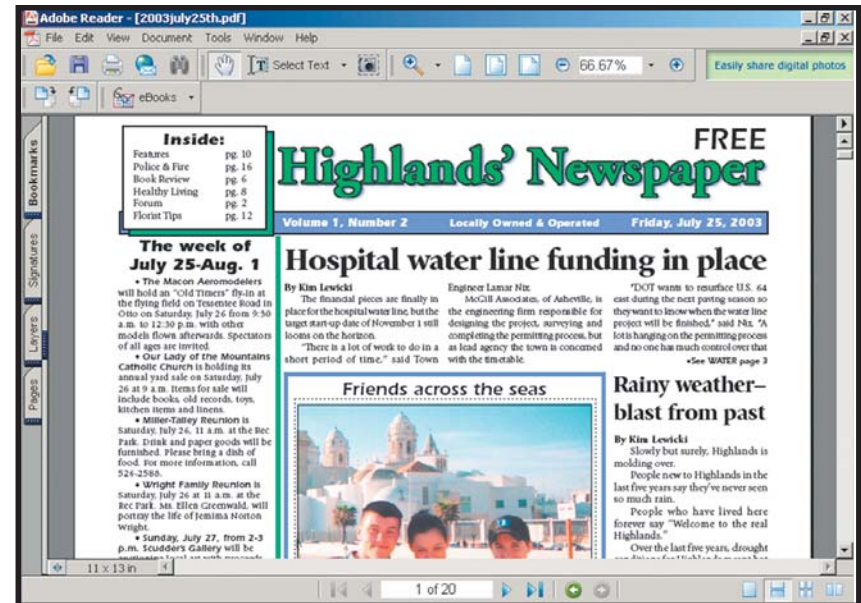 Adobe Reader - [2003july25th.pdf]
File Edit View Document Tools Window Help
Select Text
66.67%
Easily share digital photos
eBooks
Bookmarks
Signatures
Layers
Pages
Inside:
Features pg. 10
Police & Fire pg. 16
Book Review pg. 6
Healthy Living pg. 8
Forum pg. 2
Florist Tips pg. 12
FREE
Highlands' Newspaper
Volume 1, Number 2 Locally Owned & Operated Friday, July 25, 2003
The week of
July 25-Aug. 1
• The Macon Aeromodelers
will hold an "Old Timers" fly-in at
the flying field on Tessentee Road in
Otto on Saturday, July 26 from 9:30
a.m. to 12:30 p.m. with other
models flown afterwards. Spectators
of all ages are invited.
• Our Lady of the Mountains
Catholic Church is holding its
annual yard sale on Saturday, July
26 at 9 a.m. Items for sale will
include books, old records, toys,
kitchen items and linens.
• Miller-Talley Reunion is
Saturday, July 26, 11 a.m. at the Rec
Park. Drink and paper goods will be
furnished. Please bring a dish of
food. For more information, call
526-2588.
• Wright Family Reunion is
Saturday, July 26 at 11 a.m. at the
Rec Park. Ms. Ellen Greenwald, will
portray the life of Jemima Norton
Wright.
• Sunday, July 27, from 2-3
p.m. Scudders Gallery will be
Hospital water line funding in place
By Kim Lewicki
The financial pieces are finally in
place for the hospital water line, but the
target start-up date of November 1 still
looms on the horizon.
"There is a lot of work to do in a
short period of time," said Town
Engineer Lamar Nix.
McGill Associates, of Asheville, is
the engineering firm responsible for
designing the project, surveying and
completing the permitting process, but
as lead agency the town is concerned
with the timetable.
"DOT wants to resurface U.S. 64
east during the next paving season so
they want to know when the water line
project will be finished," said Nix. "A
lot is hanging on the permitting process
and no one has much control over that
•See WATER page 3
Friends across the seas
Rainy weather–
blast from past
By Kim Lewicki
Slowly but surely, Highlands is
molding over.
People new to Highlands in the
last five years say they've never seen
so much rain.
People who have lived here
forever say "Welcome to the real
Highlands."
Over the last five years, drought
11 x 13 in
1 of 20